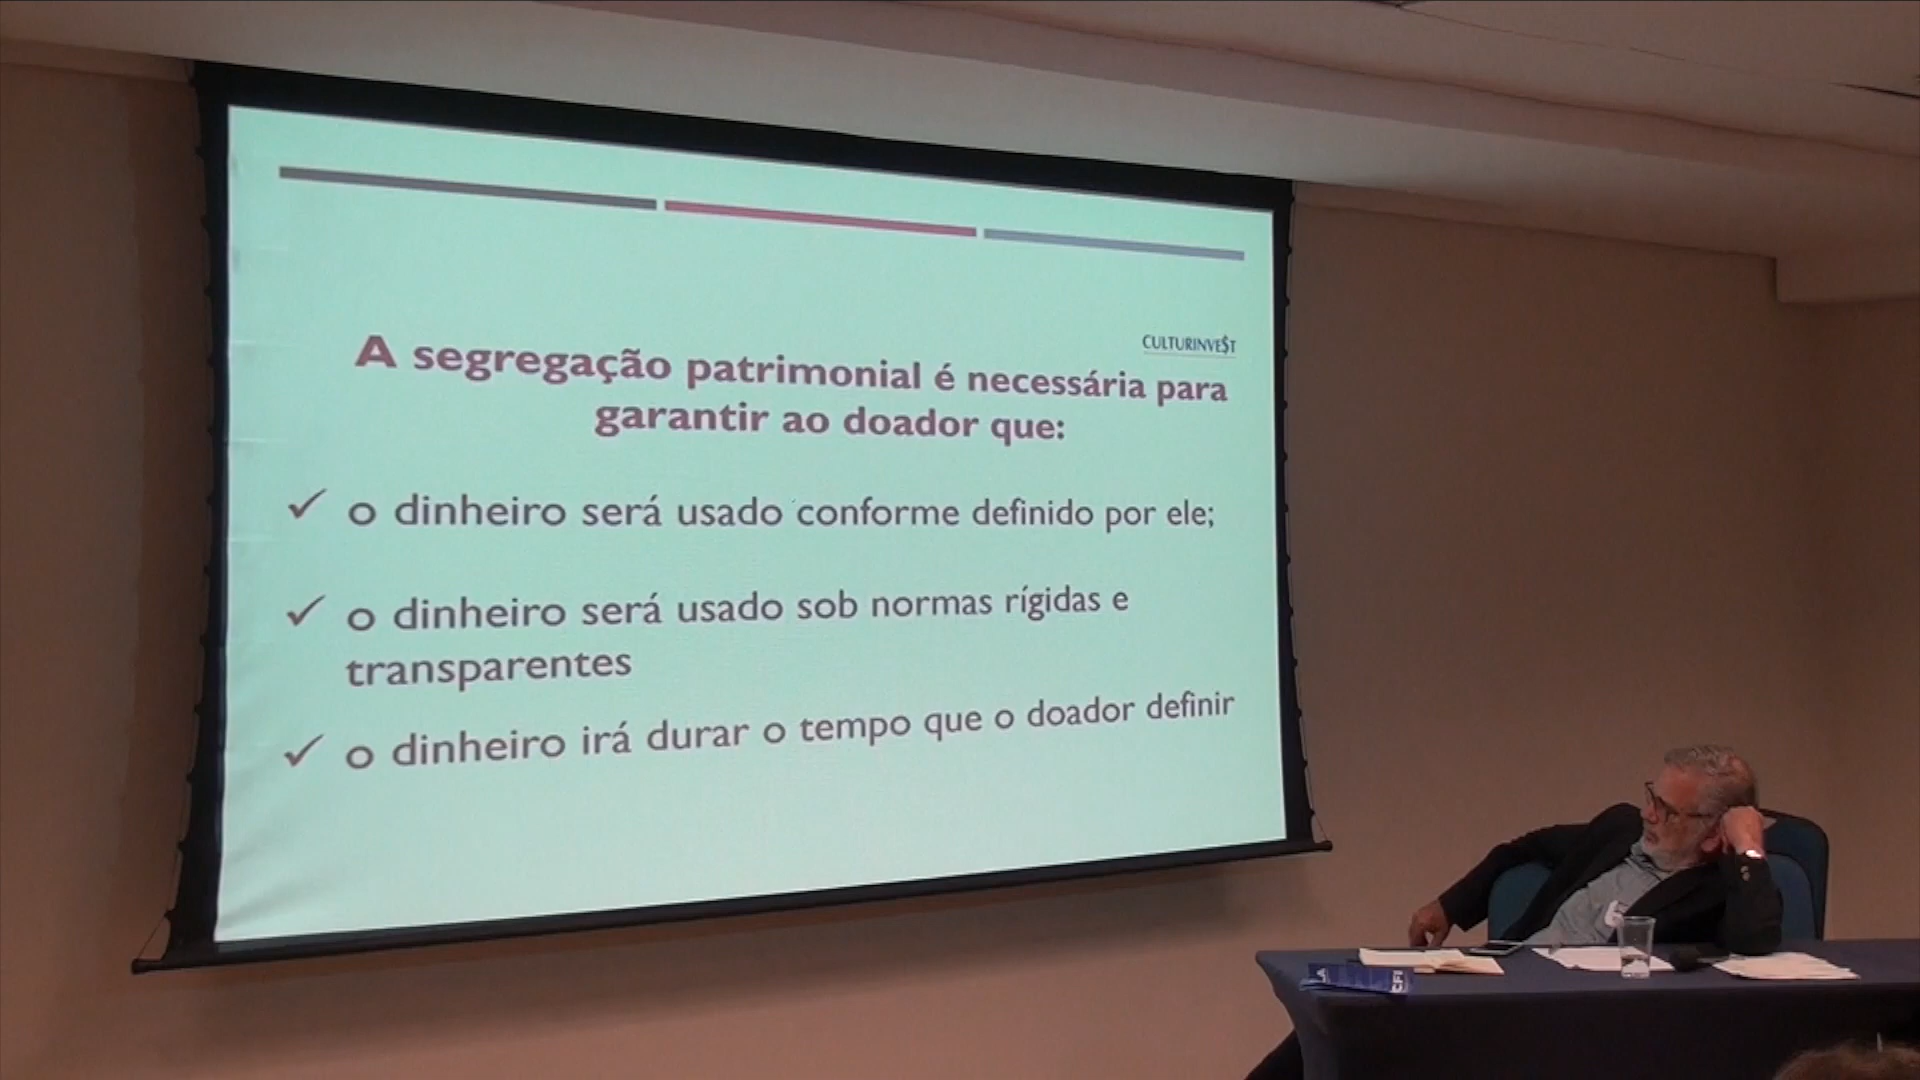 CULTURINVE$T
A segregação patrimonial é necessária para
garantir ao doador que:
✓ o dinheiro será usado conforme definido por ele;
✓ o dinheiro será usado sob normas rígidas e
transparentes
✓ o dinheiro irá durar o tempo que o doador definir